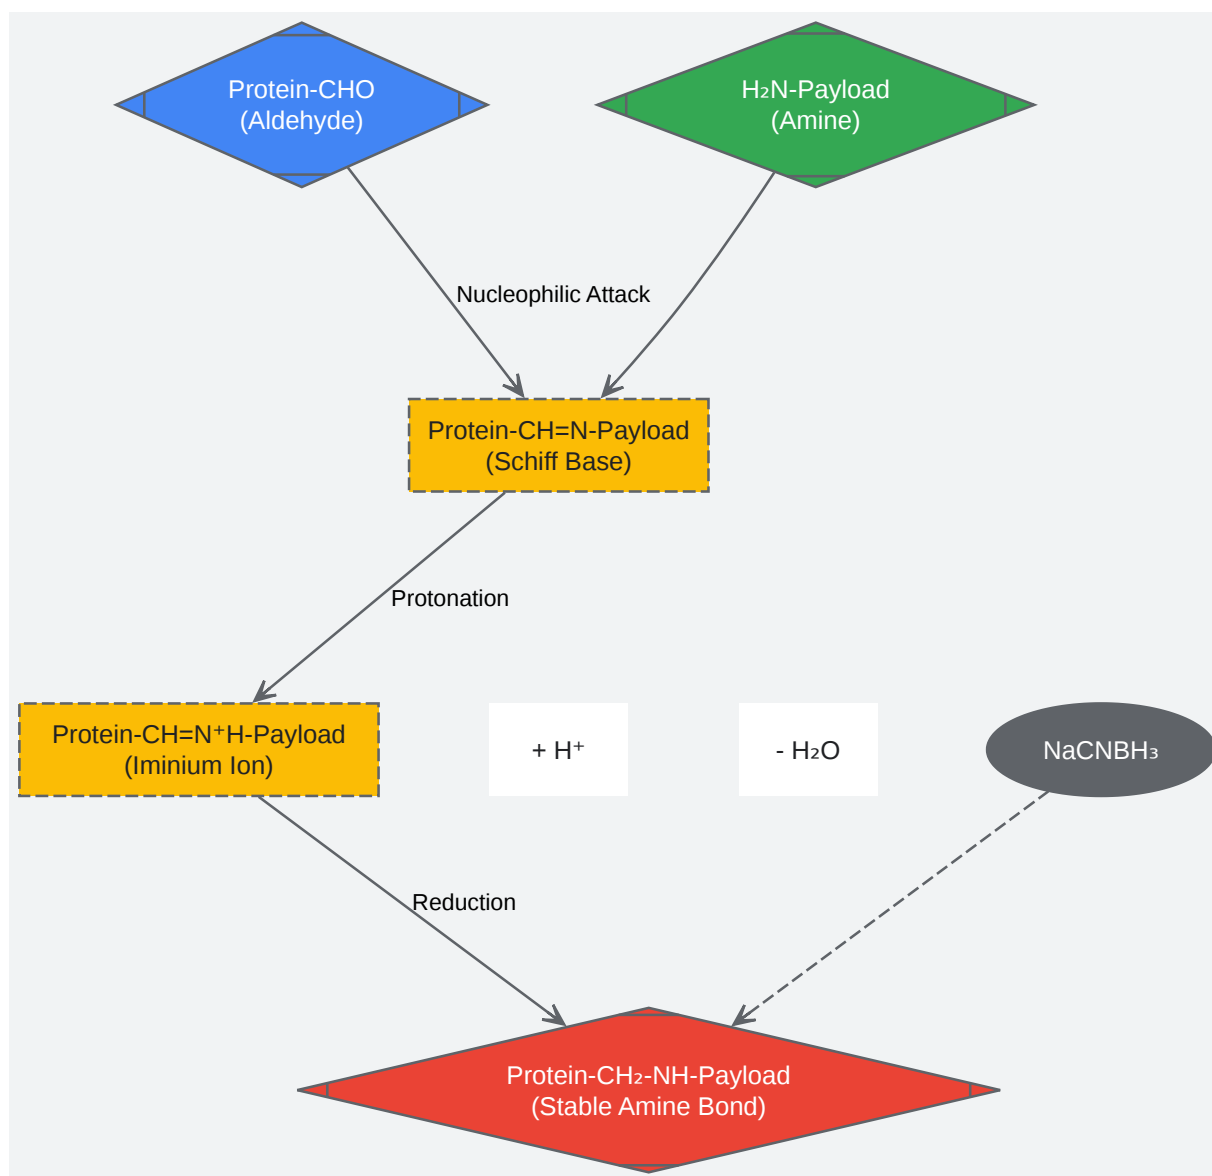 Protein-CHO
(Aldehyde)
H₂N-Payload
(Amine)
Nucleophilic Attack
Protein-CH=N-Payload
(Schiff Base)
Protonation
Protein-CH=N⁺H-Payload
(Iminium Ion)
+ H⁺
- H₂O
NaCNBH₃
Reduction
Protein-CH₂-NH-Payload
(Stable Amine Bond)